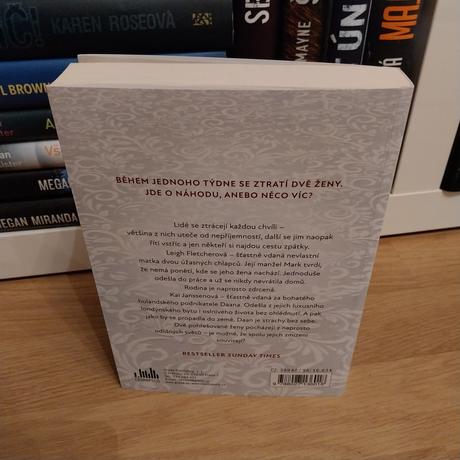 KAREN ROSEOVÁ
L BROWN
MEGA
EGAN MIRANDA
SE
MAYNE
ÚN
MA
BĚHEM JEDNOHO TÝDNE SE ZTRATÍ DVĚ ŽENY.
JDE O NÁHODU, ANEBO NĚCO VÍC?
Lidé se ztrácejí každou chvíli –
většina z nich uteče od nepříjemností, další se jim naopak
řítí vstříc a jen někteří si najdou cestu zpátky.
Leigh Fletcherová – šťastně vdaná nevlastní
matka dvou úžasných chlapců. Její manžel Mark tvrdí,
že nemá ponětí, kde se jeho žena nachází. Jednoduše
odešla do práce a už se nikdy nevrátila domů.
Rodina je naprosto zdrcená.
Kai Janssenová – šťastně vdaná za bohatého
holandského podnikatele Daana. Odešla z jejich luxusního
londýnského bytu i oslnivého života bez ohlédnutí. A pak
jako by se propadla do země. Daan je strachy bez sebe.
Dvě pohřešované ženy pocházejí z naprosto
odlišných světů – je možné, že spolu jejich zmizení
souvisejí?
BESTSELLER SUNDAY TIMES